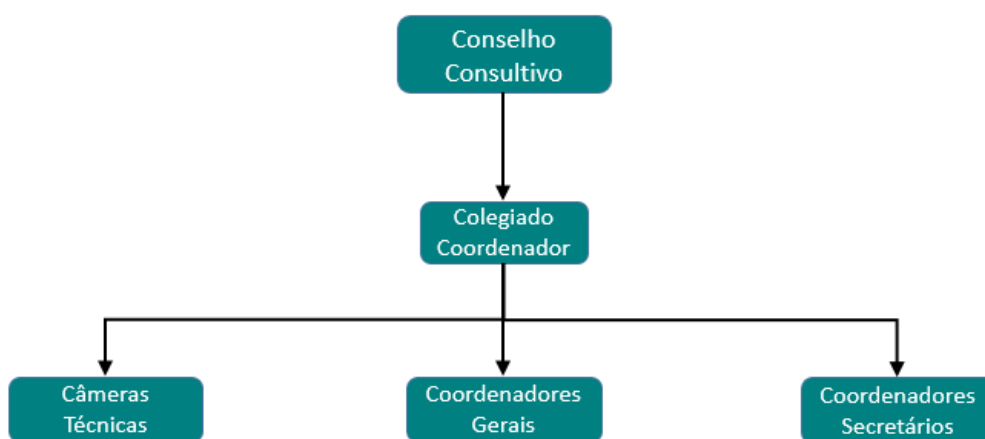 Conselho
Consultivo
Colegiado
Coordenador
Câmeras
Técnicas
Coordenadores
Gerais
Coordenadores
Secretários